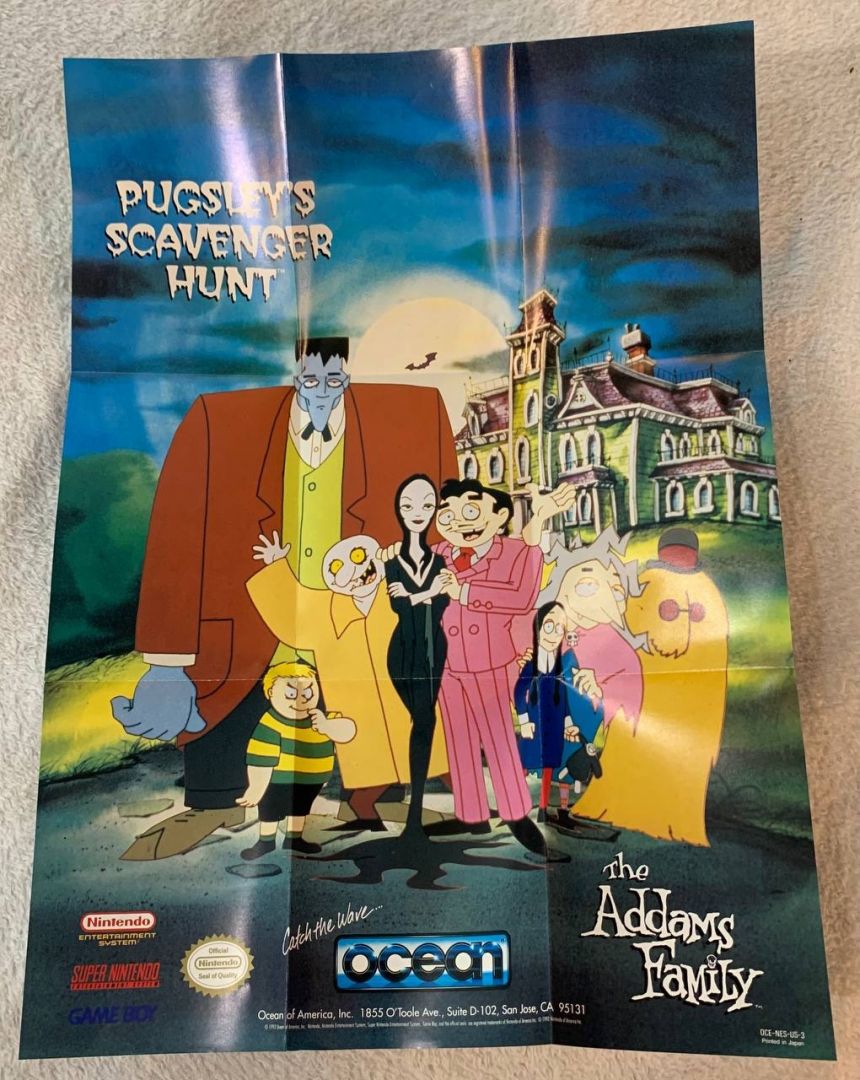 PUGSLEY'S
SCAVENGER
HUNT™
The
Addams
Family™
Catch the Wave...
ocean®
Nintendo
ENTERTAINMENT
SYSTEM®
SUPER NINTENDO
ENTERTAINMENT SYSTEM
GAME BOY
Official
Nintendo
Seal of Quality
Ocean of America, Inc. 1855 O'Toole Ave., Suite D-102, San Jose, CA 95131
OCE-NES-US-3
Printed in Japan